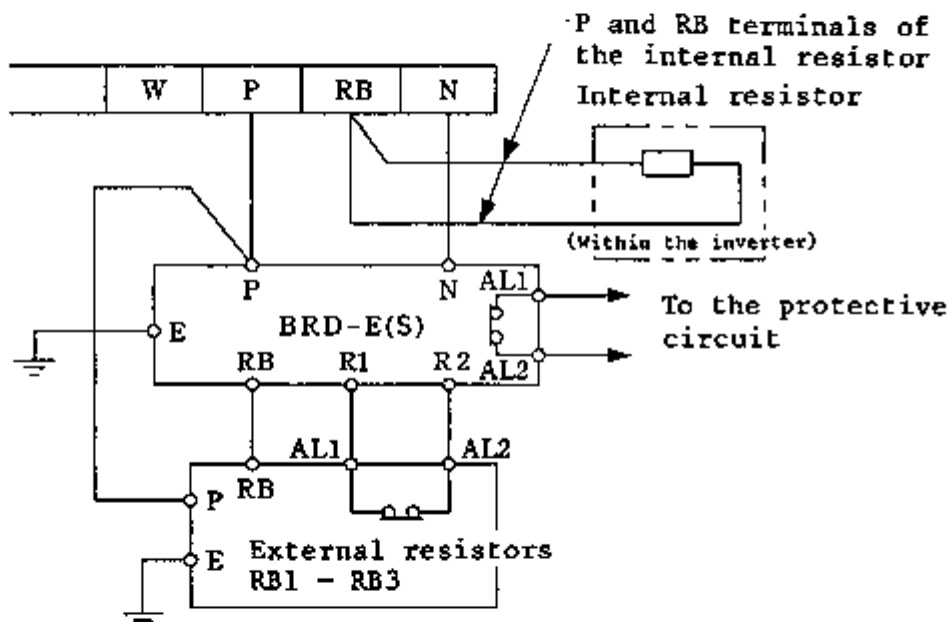 P and RB terminals of
the internal resistor
Internal resistor
W P RB N
(Within the inverter)
P N AL1
To the protective
circuit
E BRD-E(S)
RB R1 R2 AL2
AL1 AL2
RB
P
E External resistors
RB1 - RB3